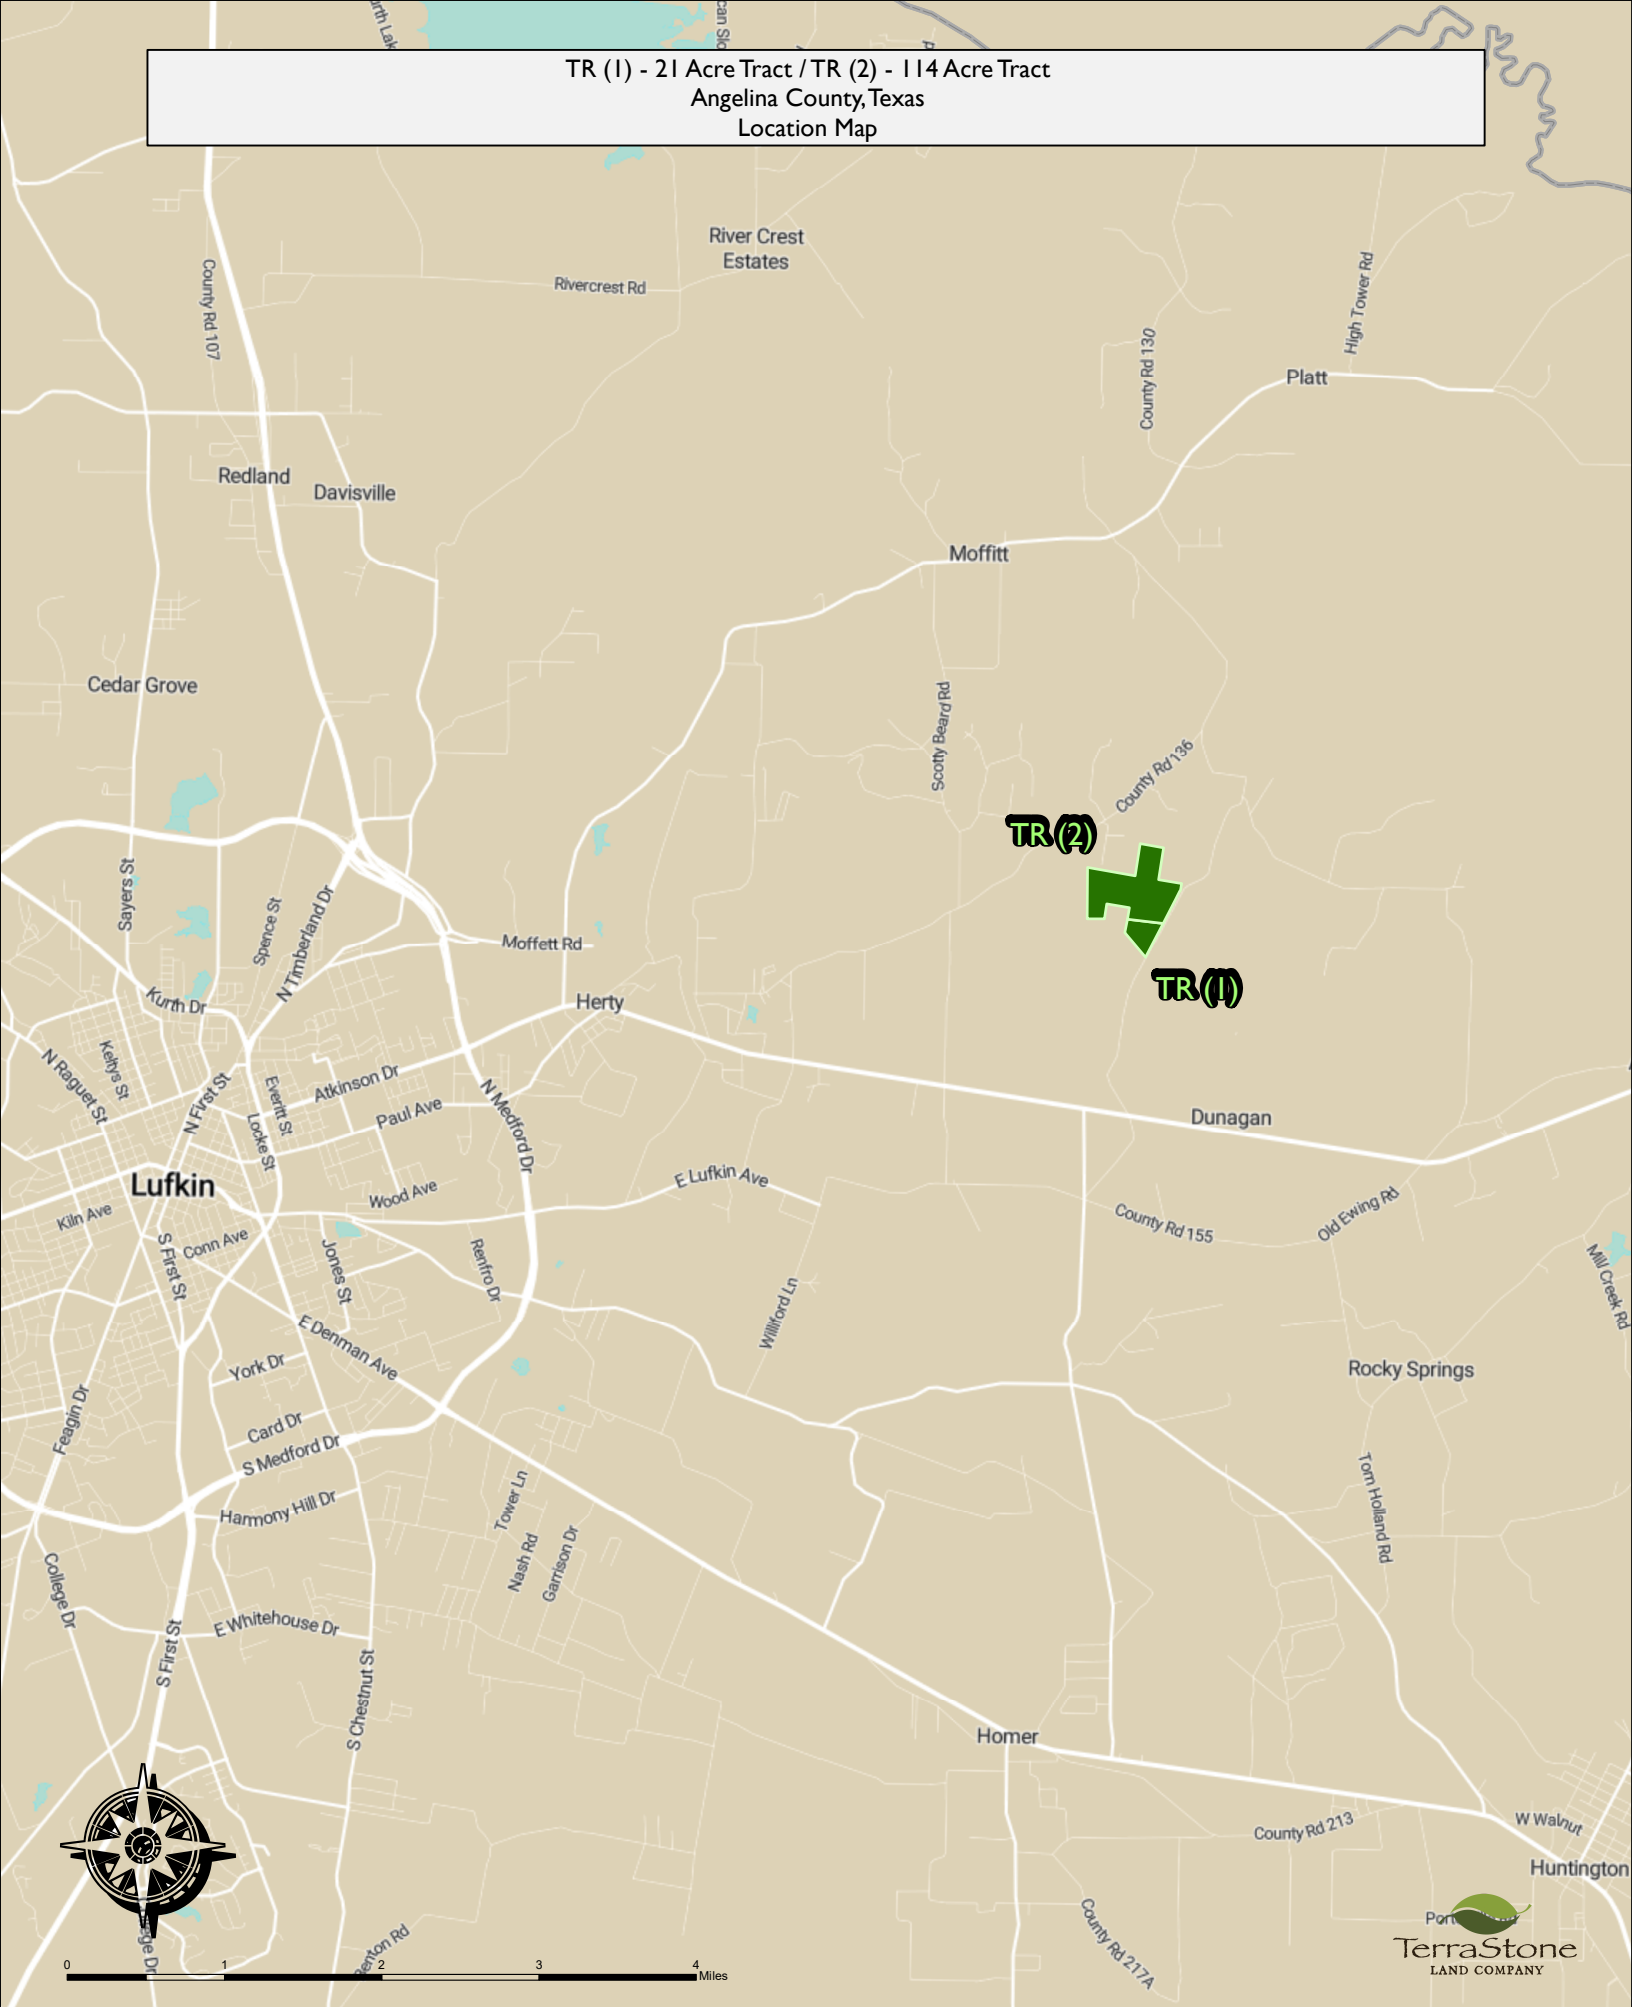 can Slo
TR (1) - 21 Acre Tract / TR (2) - 114 Acre Tract
Angelina County, Texas
Location Map
River Crest
Estates
Rivercrest Rd
County Rd 107
High Tower Rd
County Rd 130
Platt
Redland
Davisville
Moffitt
Cedar Grove
Scotty Beard Rd
County Rd 136
TR (2)
Sayers St
Spence St
N Timberland Dr
Moffett Rd
TR (1)
Kurth Dr
Herty
N Raguet St
Keltys St
N First St
Everitt St
Locke St
Atkinson Dr
Paul Ave
N Medford Dr
Dunagan
Lufkin
E Lufkin Ave
Wood Ave
Kiln Ave
Conn Ave
S First St
Jones St
Renfro Dr
County Rd 155
Old Ewing Rd
Mill Creek Rd
Williford Ln
E Denman Ave
York Dr
Rocky Springs
Feagin Dr
Card Dr
S Medford Dr
Harmony Hill Dr
Tower Ln
Nash Rd
Garrison Dr
Tom Holland Rd
College Dr
E Whitehouse Dr
S First St
S Chestnut St
Homer
County Rd 213
W Walnut
Huntington
County Rd 217A
Benton Rd
TerraStone
LAND COMPANY
0 1 2 3 4
Miles